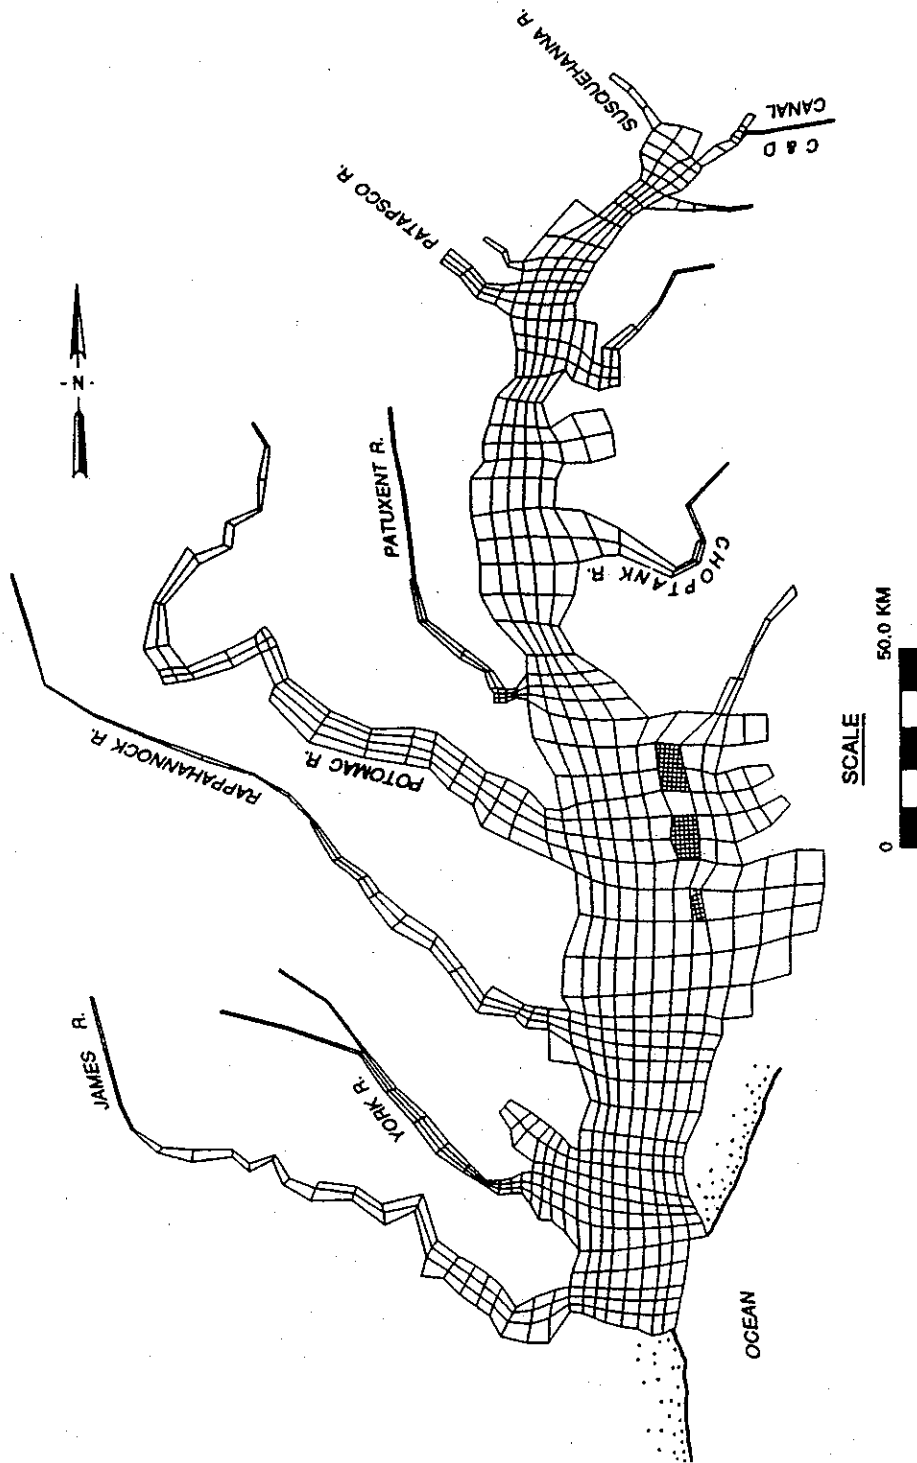 SUSQUEHANNA R.
PATAPSCO R.
C & D
CANAL
- N -
PATUXENT R.
CHOPTANK R.
RAPPAHANNOCK R.
POTOMAC R.
JAMES R.
YORK R.
OCEAN
SCALE
0 50.0 KM